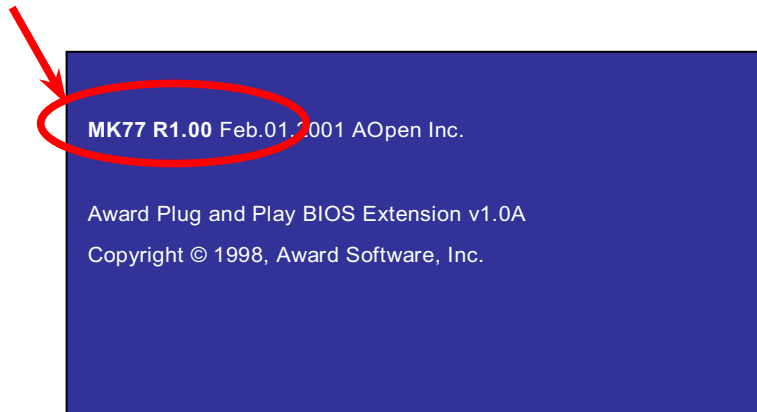 MK77 R1.00 Feb.01.2001 AOpen Inc.
Award Plug and Play BIOS Extension v1.0A
Copyright © 1998, Award Software, Inc.